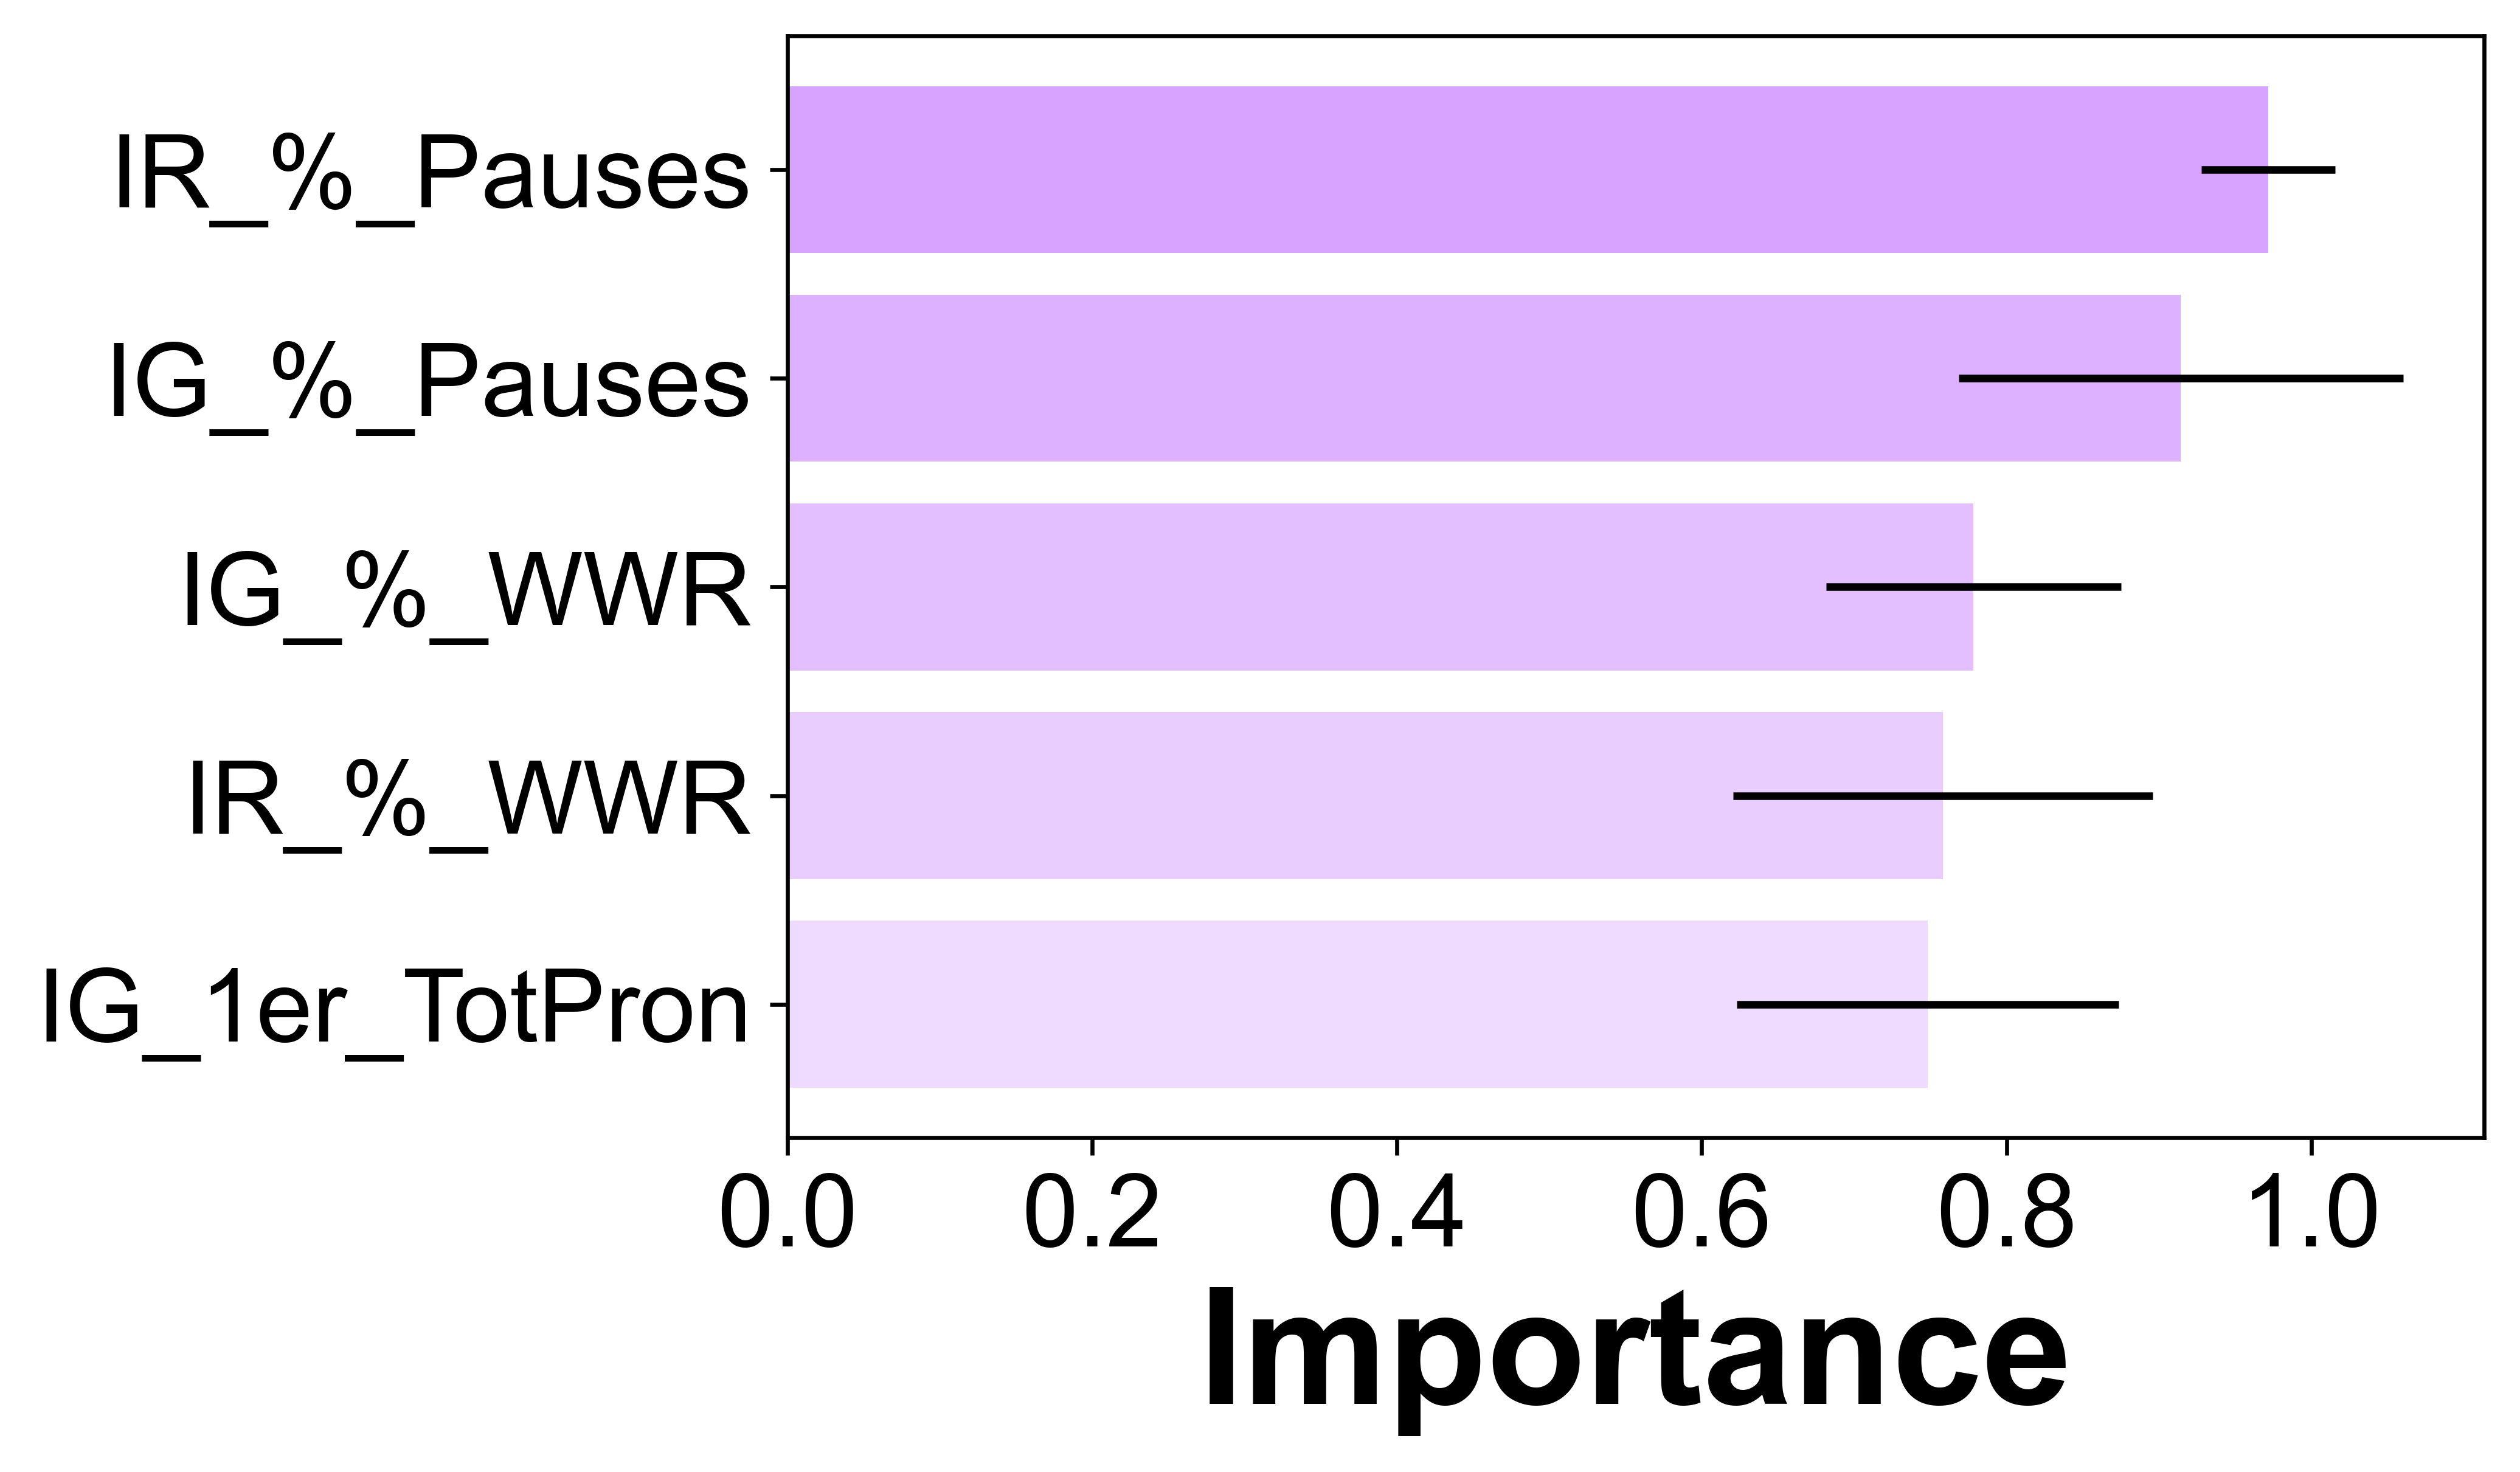 IR_%_Pauses
IG_%_Pauses
IG_%_WWR
IR_%_WWR
IG_1er_TotPron
0.0 0.2 0.4 0.6 0.8 1.0
Importance